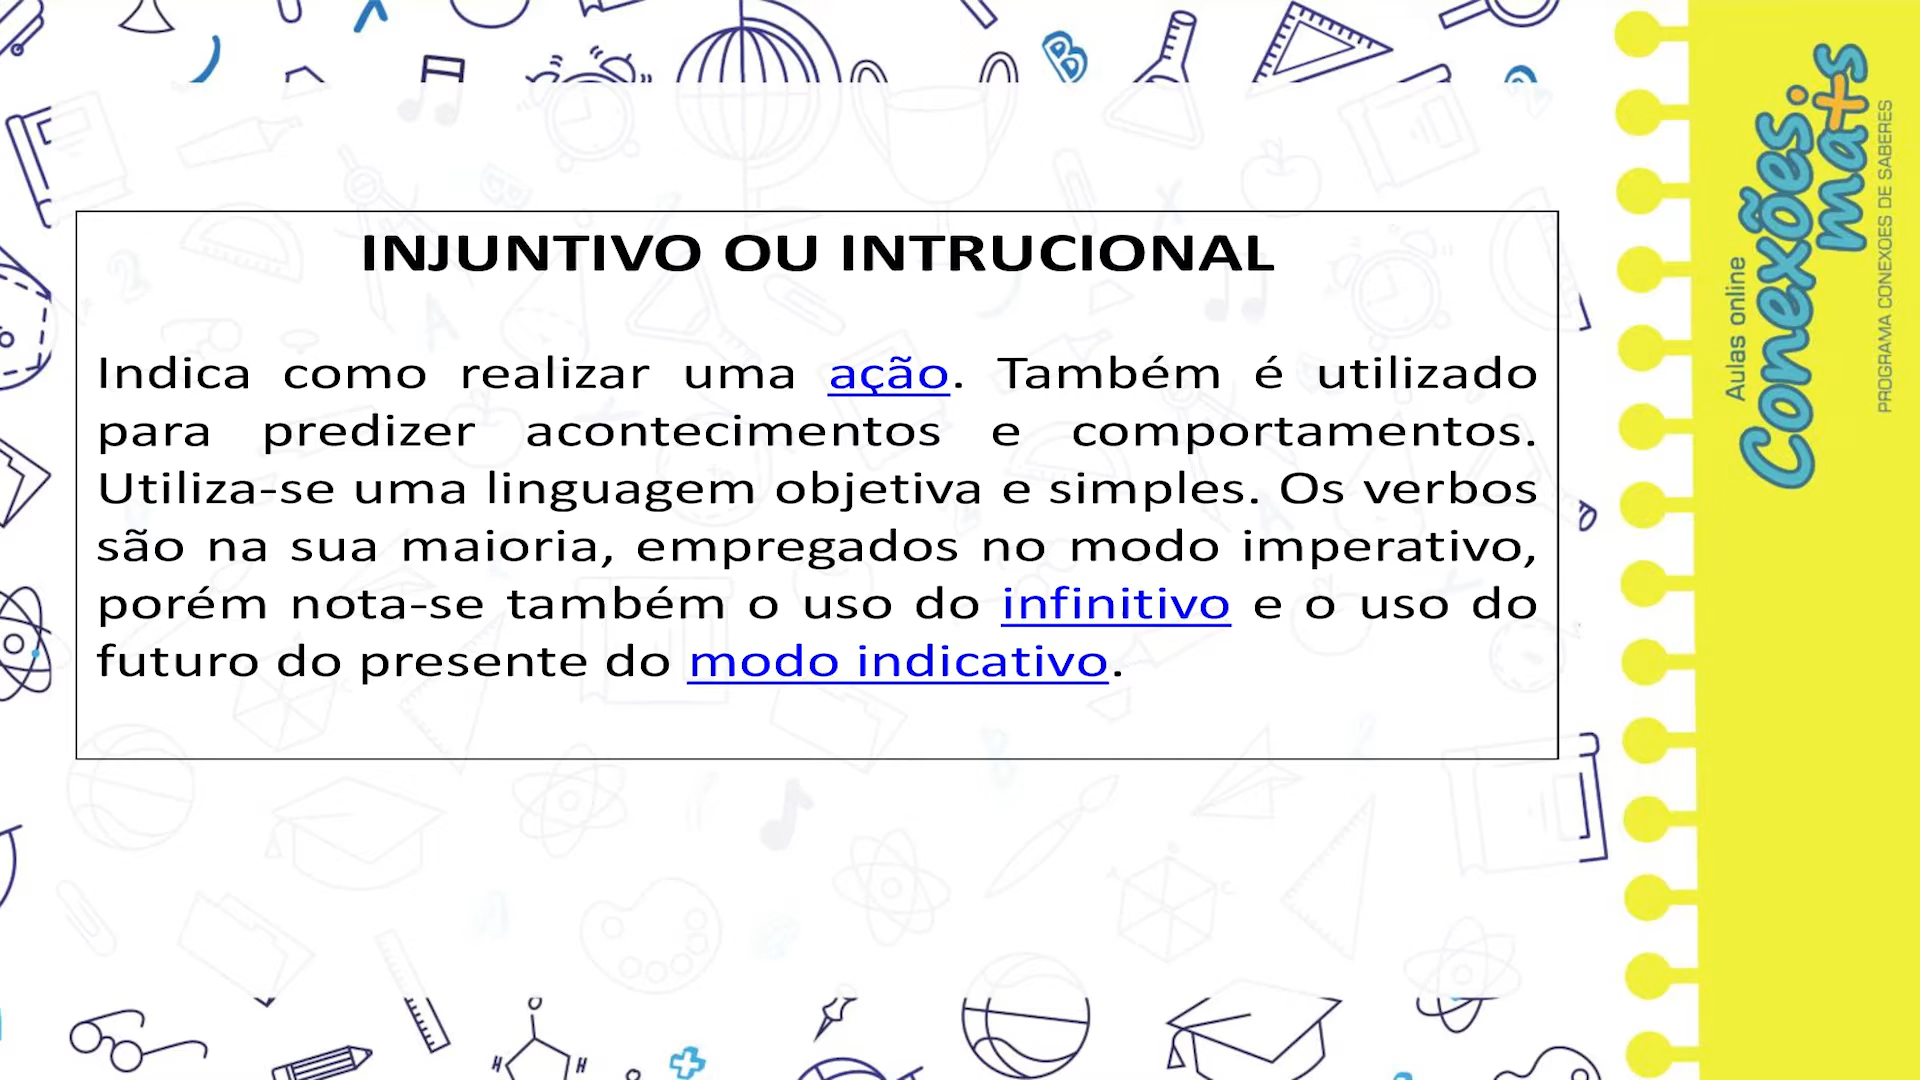 INJUNTIVO OU INTRUCIONAL
Indica como realizar uma ação. Também é utilizado
para predizer acontecimentos e comportamentos.
Utiliza-se uma linguagem objetiva e simples. Os verbos
são na sua maioria, empregados no modo imperativo,
porém nota-se também o uso do infinitivo e o uso do
futuro do presente do modo indicativo.
Aulas online
Conexões
ma+s
PROGRAMA CONEXOES DE SABERES